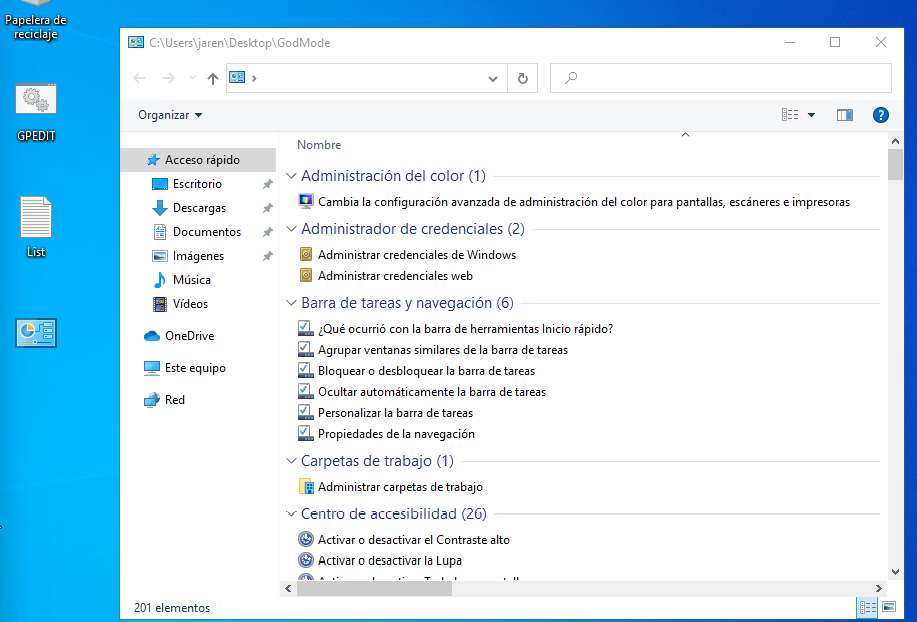 Papelera de
reciclaje
GPEDIT
List
C:\Users\jaren\Desktop\GodMode
Organizar
?
Acceso rápido
Escritorio
Descargas
Documentos
Imágenes
Música
Vídeos
OneDrive
Este equipo
Red
Nombre
Administración del color (1)
Cambia la configuración avanzada de administración del color para pantallas, escáneres e impresoras
Administrador de credenciales (2)
Administrar credenciales de Windows
Administrar credenciales web
Barra de tareas y navegación (6)
¿Qué ocurrió con la barra de herramientas Inicio rápido?
Agrupar ventanas similares de la barra de tareas
Bloquear o desbloquear la barra de tareas
Ocultar automáticamente la barra de tareas
Personalizar la barra de tareas
Propiedades de la navegación
Carpetas de trabajo (1)
Administrar carpetas de trabajo
Centro de accesibilidad (26)
Activar o desactivar el Contraste alto
Activar o desactivar la Lupa
201 elementos